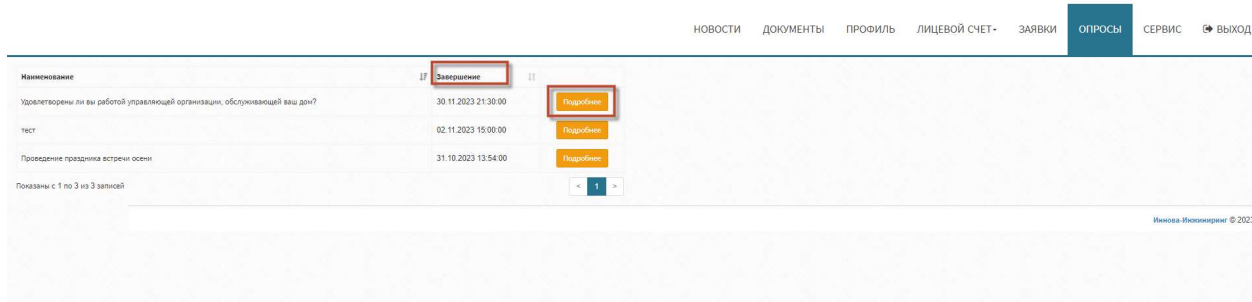 НОВОСТИ ДОКУМЕНТЫ ПРОФИЛЬ ЛИЦЕВОЙ СЧЕТ ЗАЯВКИ ОПРОСЫ СЕРВИС ВЫХОД
Наименование Завершение
Удовлетворены ли вы работой управляющей организации, обслуживающей ваш дом? 30.11.2023 21:30:00 Подробнее
тест 02.11.2023 15:00:00 Подробнее
Проведение праздника встречи осени 31.10.2023 13:54:00 Подробнее
Показаны с 1 по 3 из 3 записей < 1 >
Иннова-Инжиниринг © 2023